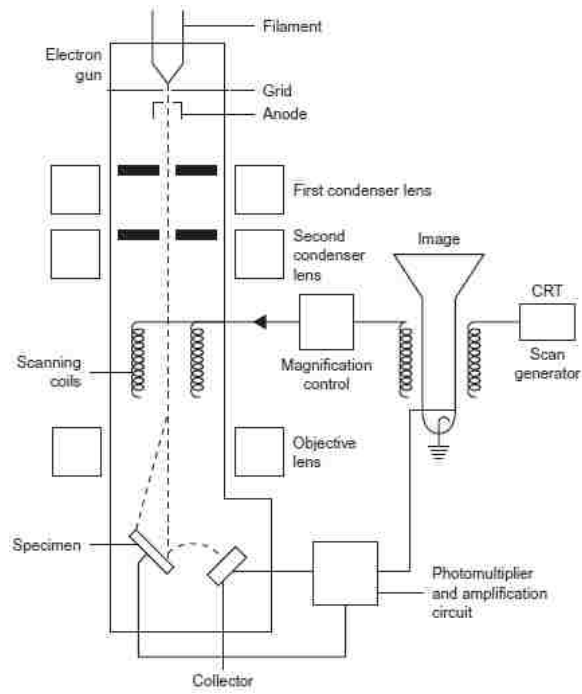 Filament
Electron
gun
Grid
Anode
First condenser lens
Second
condenser
lens
Image
CRT
Scan
generator
Magnification
control
Scanning
coils
Objective
lens
Specimen
Photomultiplier
and amplification
circuit
Collector